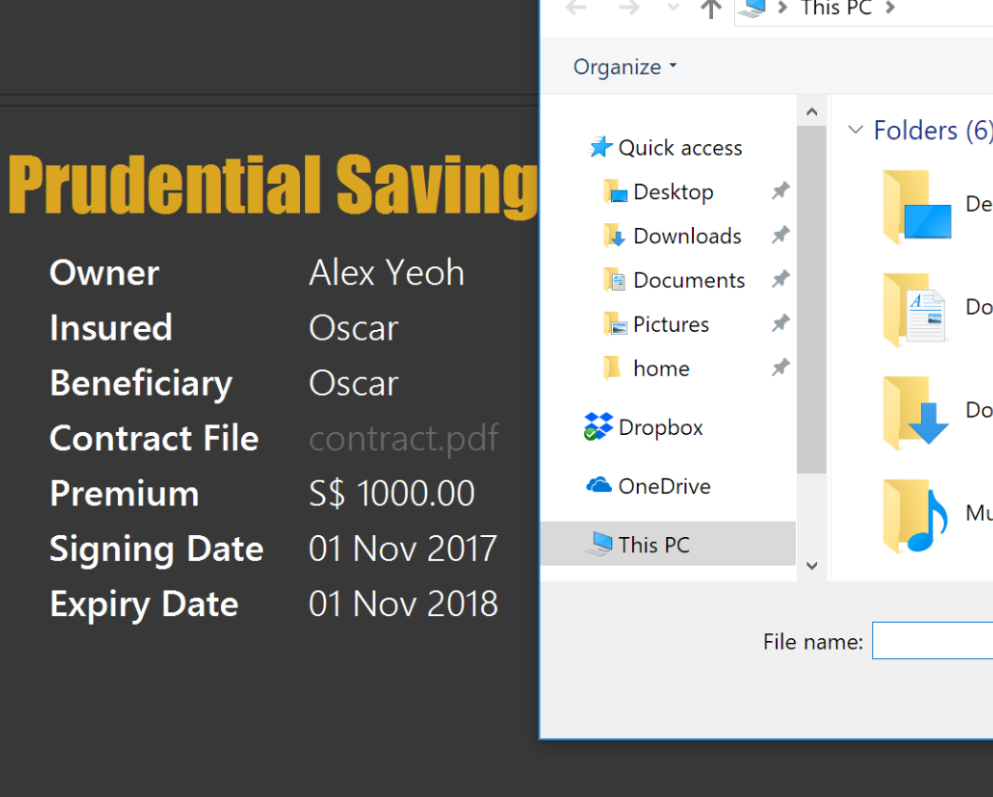 Prudential Saving
Owner Alex Yeoh
Insured Oscar
Beneficiary Oscar
Contract File contract.pdf
Premium S$ 1000.00
Signing Date 01 Nov 2017
Expiry Date 01 Nov 2018
This PC
Organize
Quick access
Desktop
Downloads
Documents
Pictures
home
Dropbox
OneDrive
This PC
Folders (6)
De
Do
Do
Mu
File name: